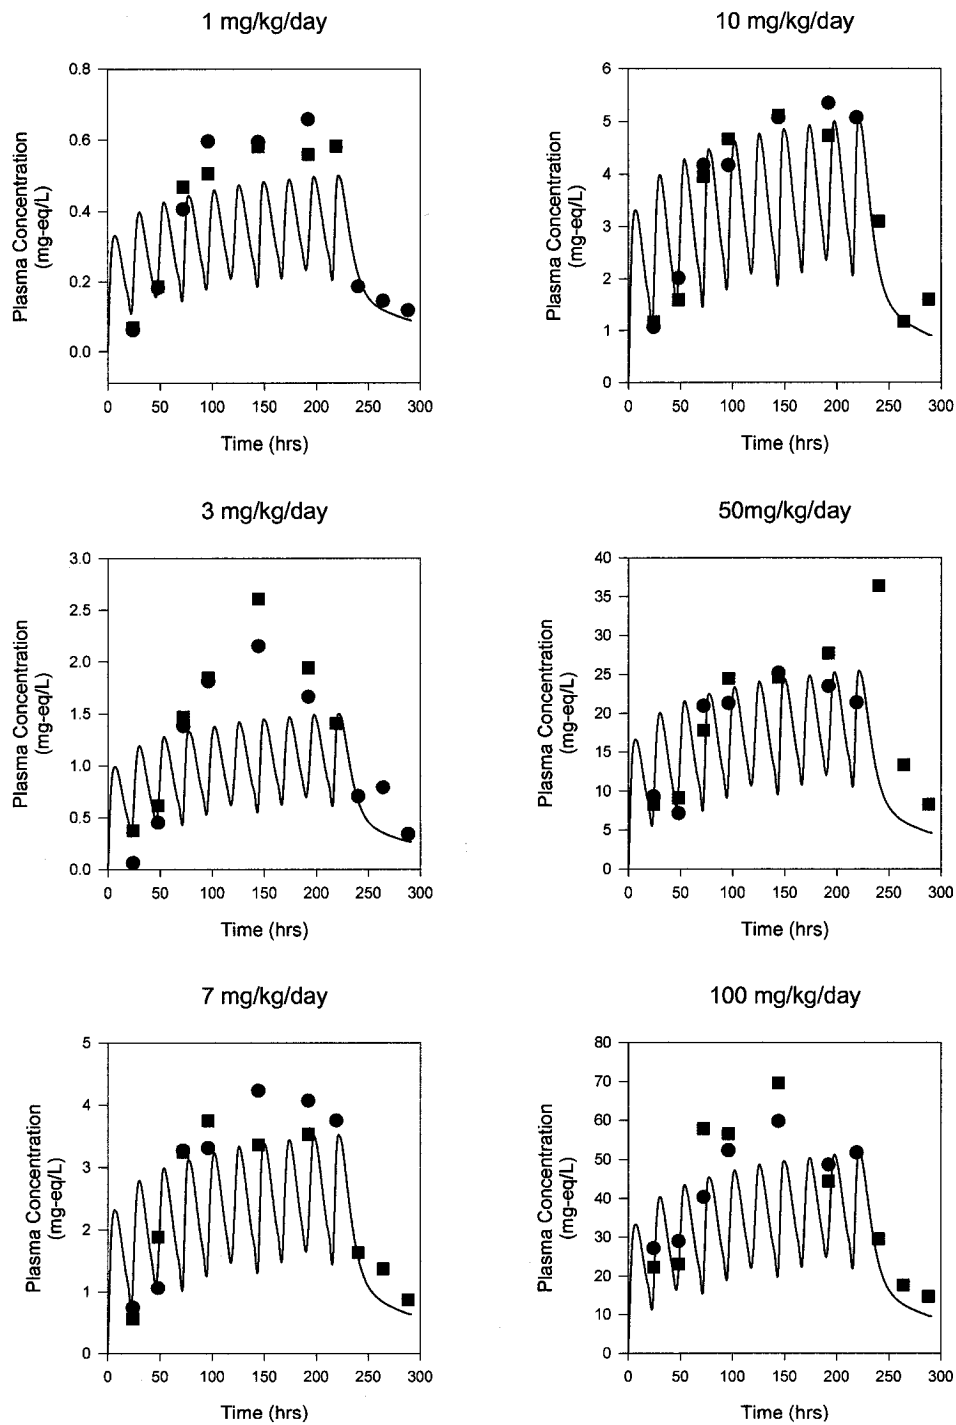 1 mg/kg/day
Plasma Concentration
(mg-eq/L)
0.8
0.6
0.4
0.2
0.0
0 50 100 150 200 250 300
Time (hrs)
10 mg/kg/day
Plasma Concentration
(mg-eq/L)
6
5
4
3
2
1
0
0 50 100 150 200 250 300
Time (hrs)
3 mg/kg/day
Plasma Concentration
(mg-eq/L)
3.0
2.5
2.0
1.5
1.0
0.5
0.0
0 50 100 150 200 250 300
Time (hrs)
50mg/kg/day
Plasma Concentration
(mg-eq/L)
40
35
30
25
20
15
10
5
0
0 50 100 150 200 250 300
Time (hrs)
7 mg/kg/day
Plasma Concentration
(mg-eq/L)
5
4
3
2
1
0
0 50 100 150 200 250 300
Time (hrs)
100 mg/kg/day
Plasma Concentration
(mg-eq/L)
80
70
60
50
40
30
20
10
0
0 50 100 150 200 250 300
Time (hrs)